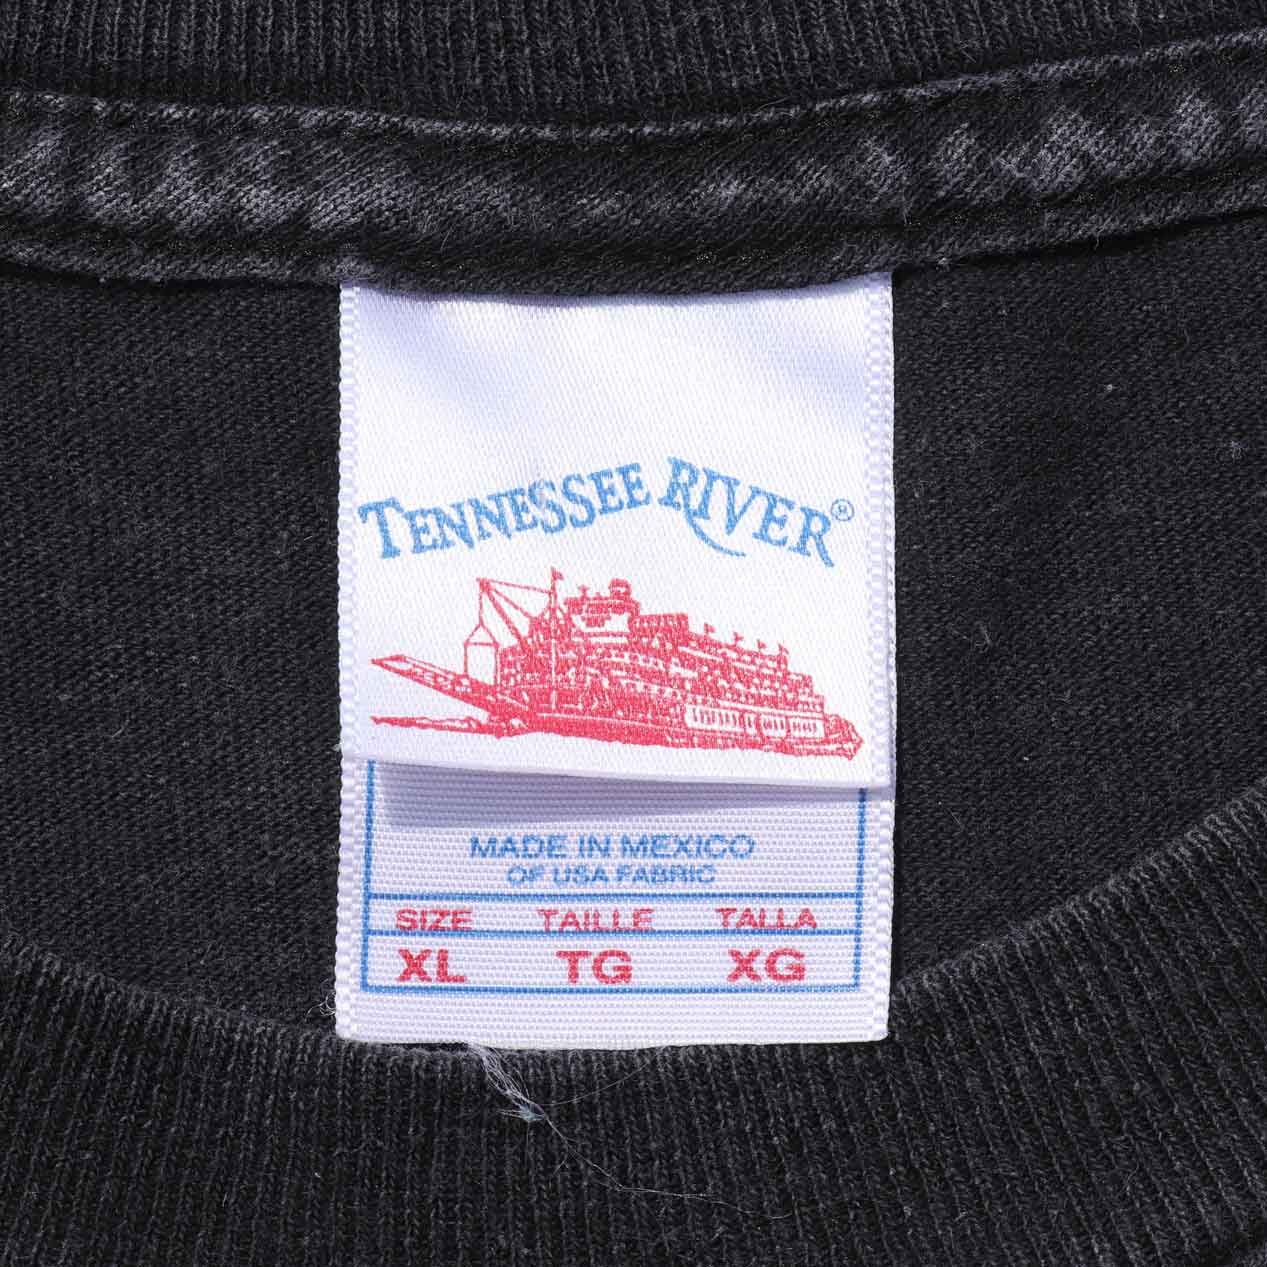 TENNESSEE RIVER®
MADE IN MEXICO
OF USA FABRIC
SIZE TAILLE TALLA
XL TG XG